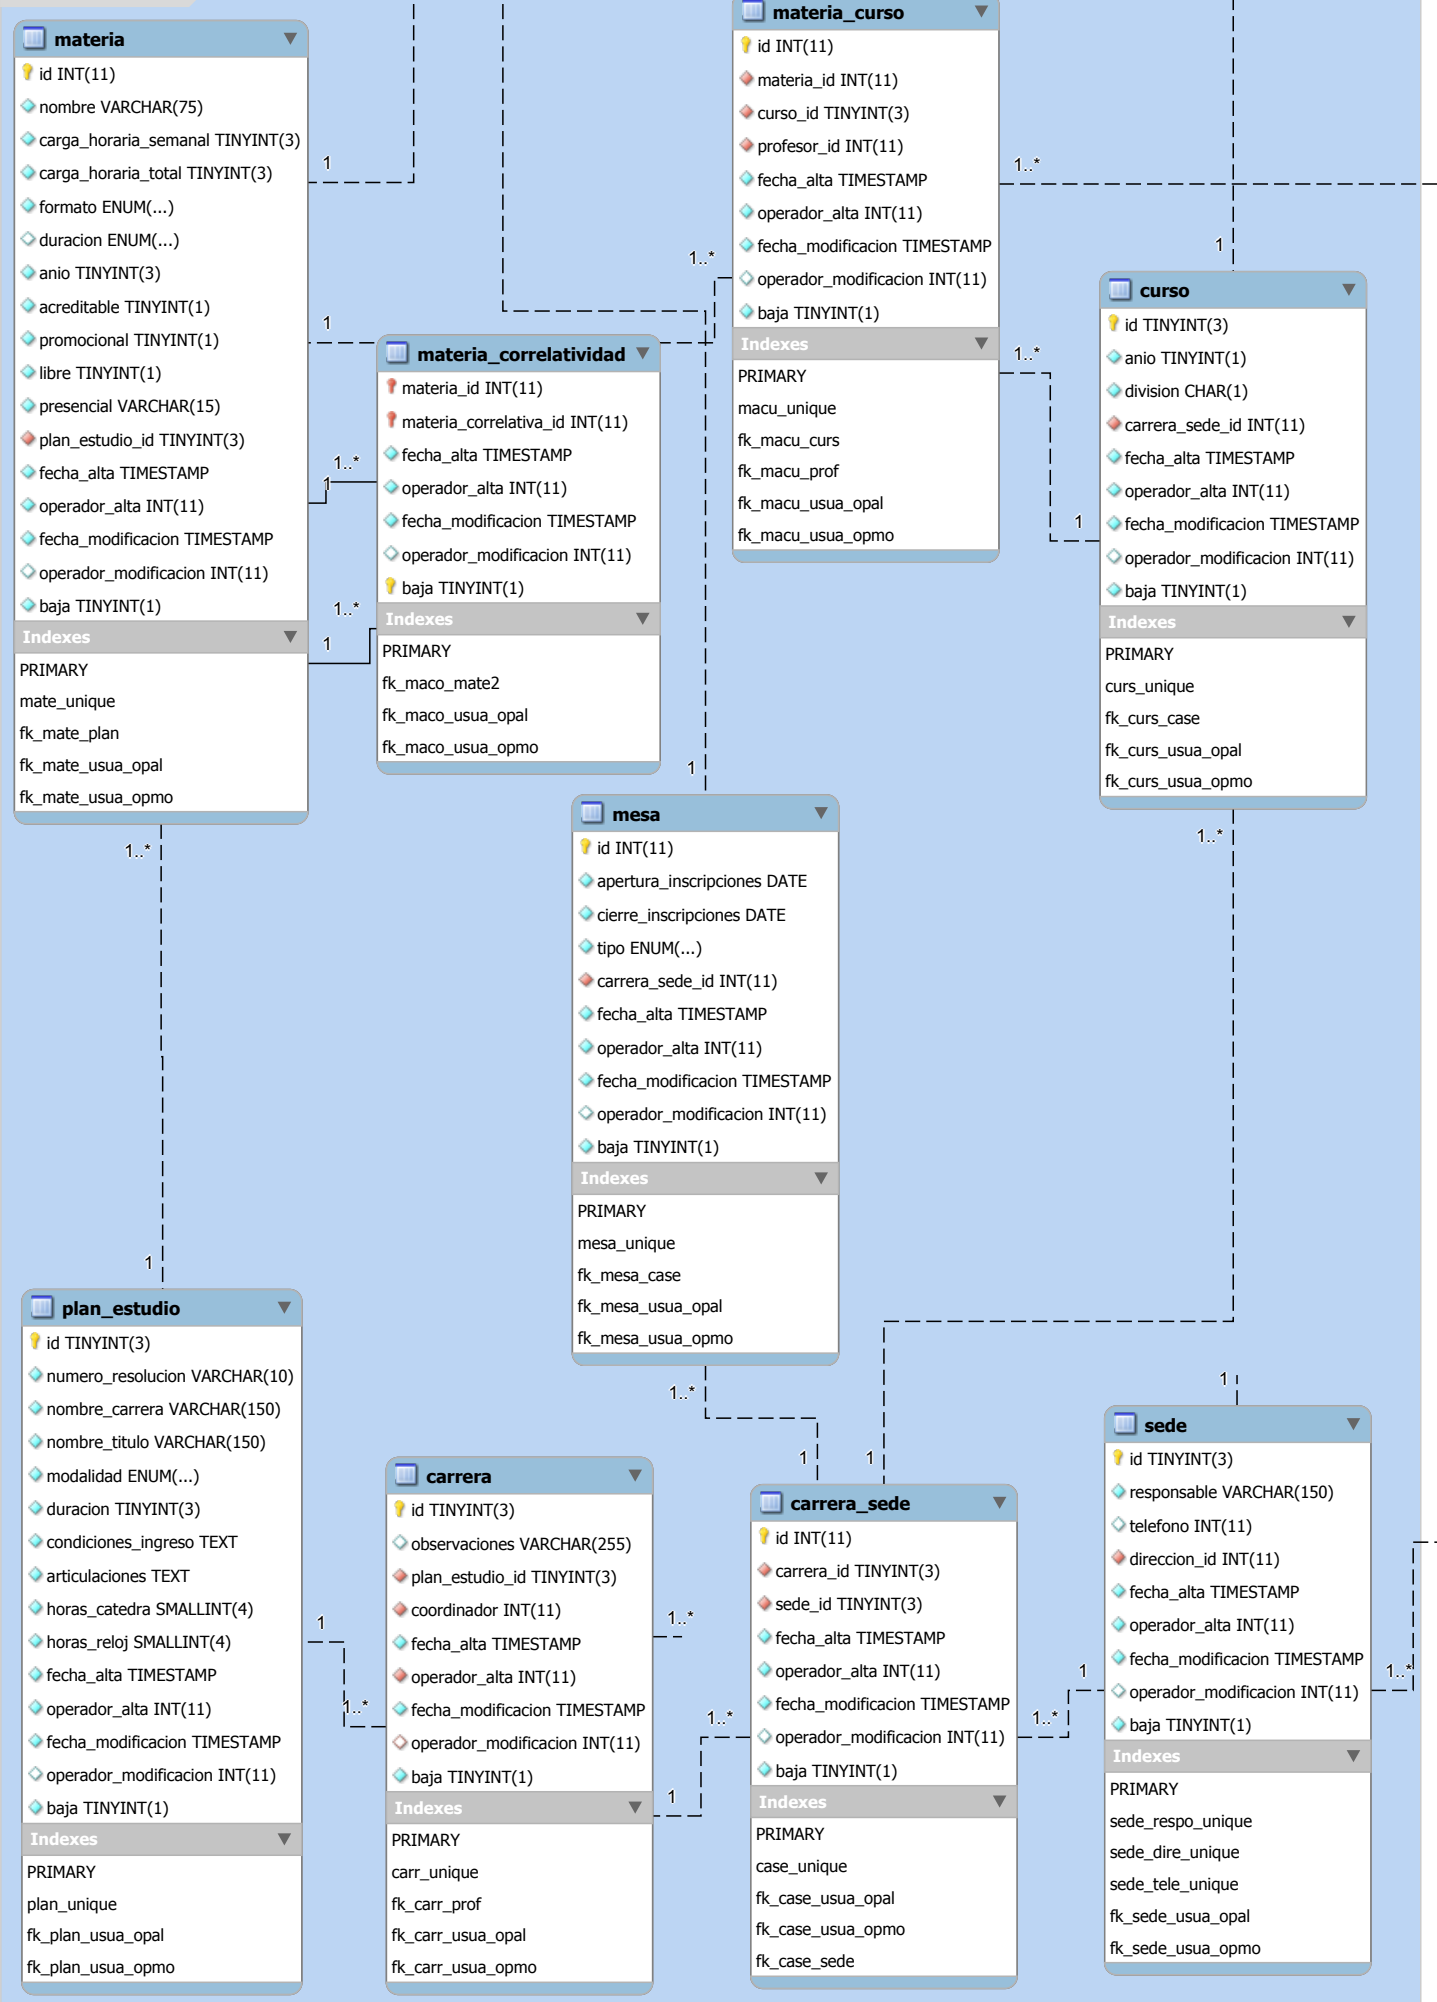 materia
id INT(11)
nombre VARCHAR(75)
carga_horaria_semanal TINYINT(3)
carga_horaria_total TINYINT(3)
formato ENUM(...)
duracion ENUM(...)
anio TINYINT(3)
acreditable TINYINT(1)
promocional TINYINT(1)
libre TINYINT(1)
presencial VARCHAR(15)
plan_estudio_id TINYINT(3)
fecha_alta TIMESTAMP
operador_alta INT(11)
fecha_modificacion TIMESTAMP
operador_modificacion INT(11)
baja TINYINT(1)
Indexes
PRIMARY
mate_unique
fk_mate_plan
fk_mate_usua_opal
fk_mate_usua_opmo
1
1
1
1..*
1
1..*
1..*
1
materia_correlatividad
materia_id INT(11)
materia_correlativa_id INT(11)
fecha_alta TIMESTAMP
operador_alta INT(11)
fecha_modificacion TIMESTAMP
operador_modificacion INT(11)
baja TINYINT(1)
Indexes
PRIMARY
fk_maco_mate2
fk_maco_usua_opal
fk_maco_usua_opmo
materia_curso
id INT(11)
materia_id INT(11)
curso_id TINYINT(3)
profesor_id INT(11)
fecha_alta TIMESTAMP
operador_alta INT(11)
fecha_modificacion TIMESTAMP
operador_modificacion INT(11)
baja TINYINT(1)
Indexes
PRIMARY
macu_unique
fk_macu_curs
fk_macu_prof
fk_macu_usua_opal
fk_macu_usua_opmo
1..*
1..*
1..*
1
1
curso
id TINYINT(3)
anio TINYINT(1)
division CHAR(1)
carrera_sede_id INT(11)
fecha_alta TIMESTAMP
operador_alta INT(11)
fecha_modificacion TIMESTAMP
operador_modificacion INT(11)
baja TINYINT(1)
Indexes
PRIMARY
curs_unique
fk_curs_case
fk_curs_usua_opal
fk_curs_usua_opmo
1..*
1
mesa
id INT(11)
apertura_inscripciones DATE
cierre_inscripciones DATE
tipo ENUM(...)
carrera_sede_id INT(11)
fecha_alta TIMESTAMP
operador_alta INT(11)
fecha_modificacion TIMESTAMP
operador_modificacion INT(11)
baja TINYINT(1)
Indexes
PRIMARY
mesa_unique
fk_mesa_case
fk_mesa_usua_opal
fk_mesa_usua_opmo
1..*
1
1
plan_estudio
id TINYINT(3)
numero_resolucion VARCHAR(10)
nombre_carrera VARCHAR(150)
nombre_titulo VARCHAR(150)
modalidad ENUM(...)
duracion TINYINT(3)
condiciones_ingreso TEXT
articulaciones TEXT
horas_catedra SMALLINT(4)
horas_reloj SMALLINT(4)
fecha_alta TIMESTAMP
operador_alta INT(11)
fecha_modificacion TIMESTAMP
operador_modificacion INT(11)
baja TINYINT(1)
Indexes
PRIMARY
plan_unique
fk_plan_usua_opal
fk_plan_usua_opmo
1
1..*
carrera
id TINYINT(3)
observaciones VARCHAR(255)
plan_estudio_id TINYINT(3)
coordinador INT(11)
fecha_alta TIMESTAMP
operador_alta INT(11)
fecha_modificacion TIMESTAMP
operador_modificacion INT(11)
baja TINYINT(1)
Indexes
PRIMARY
carr_unique
fk_carr_prof
fk_carr_usua_opal
fk_carr_usua_opmo
1..*
1..*
1
carrera_sede
id INT(11)
carrera_id TINYINT(3)
sede_id TINYINT(3)
fecha_alta TIMESTAMP
operador_alta INT(11)
fecha_modificacion TIMESTAMP
operador_modificacion INT(11)
baja TINYINT(1)
Indexes
PRIMARY
case_unique
fk_case_usua_opal
fk_case_usua_opmo
fk_case_sede
1..*
1
1
1..*
sede
id TINYINT(3)
responsable VARCHAR(150)
telefono INT(11)
direccion_id INT(11)
fecha_alta TIMESTAMP
operador_alta INT(11)
fecha_modificacion TIMESTAMP
operador_modificacion INT(11)
baja TINYINT(1)
Indexes
PRIMARY
sede_respo_unique
sede_dire_unique
sede_tele_unique
fk_sede_usua_opal
fk_sede_usua_opmo